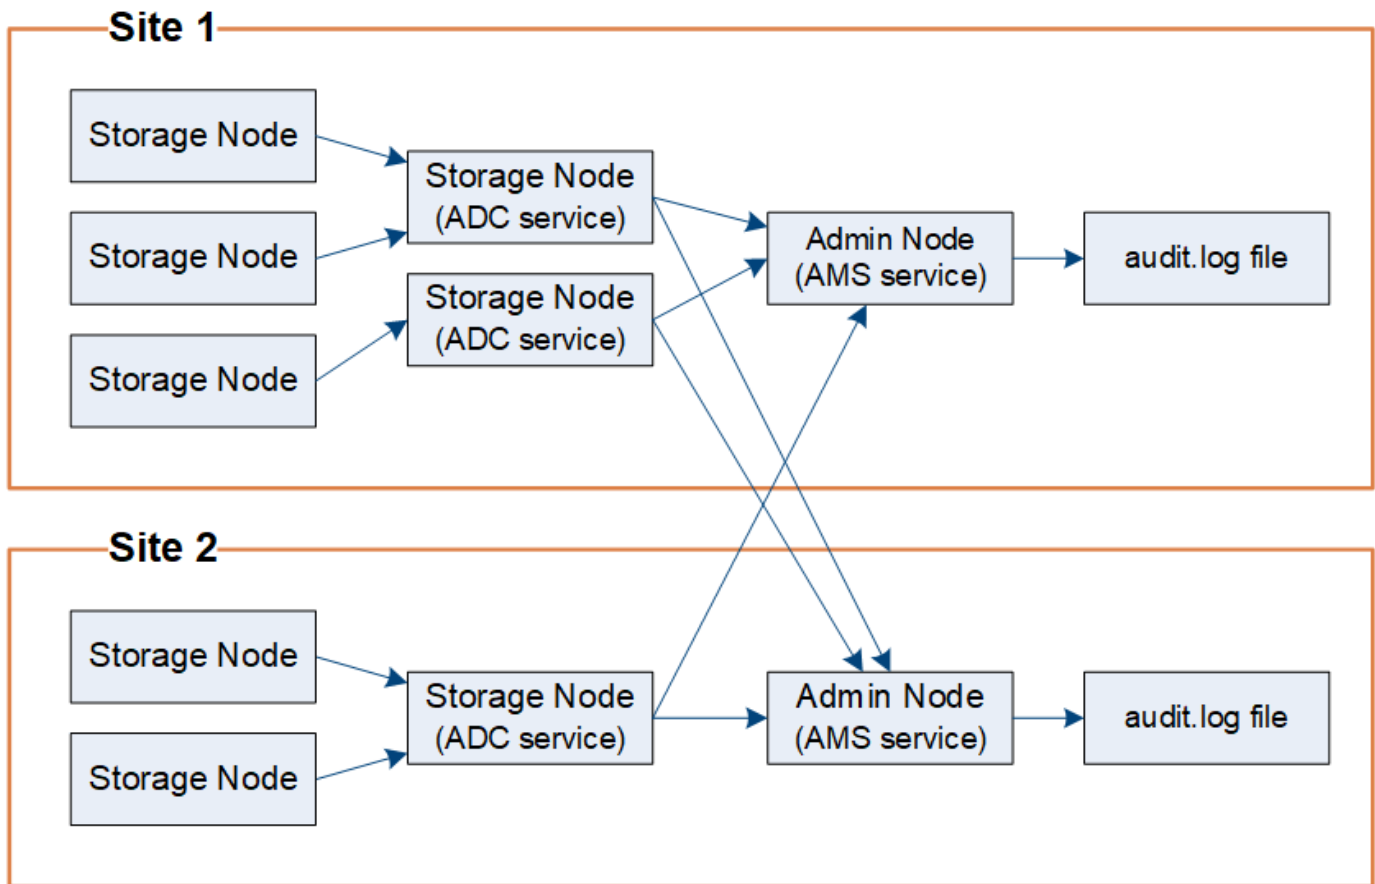 Site 1
Storage Node
Storage Node
Storage Node
Storage Node
(ADC service)
Storage Node
(ADC service)
Admin Node
(AMS service)
audit.log file
Site 2
Storage Node
Storage Node
Storage Node
(ADC service)
Admin Node
(AMS service)
audit.log file